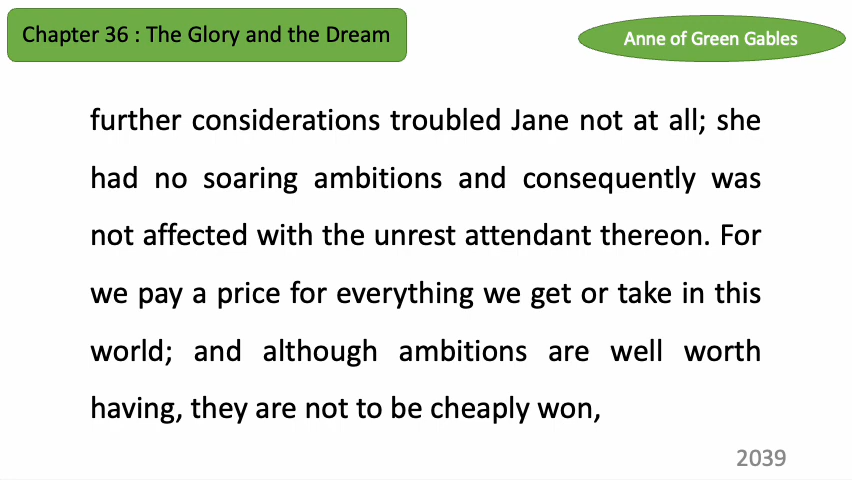 Chapter 36 : The Glory and the Dream
Anne of Green Gables
further considerations troubled Jane not at all; she
had no soaring ambitions and consequently was
not affected with the unrest attendant thereon. For
we pay a price for everything we get or take in this
world; and although ambitions are well worth
having, they are not to be cheaply won,
2039